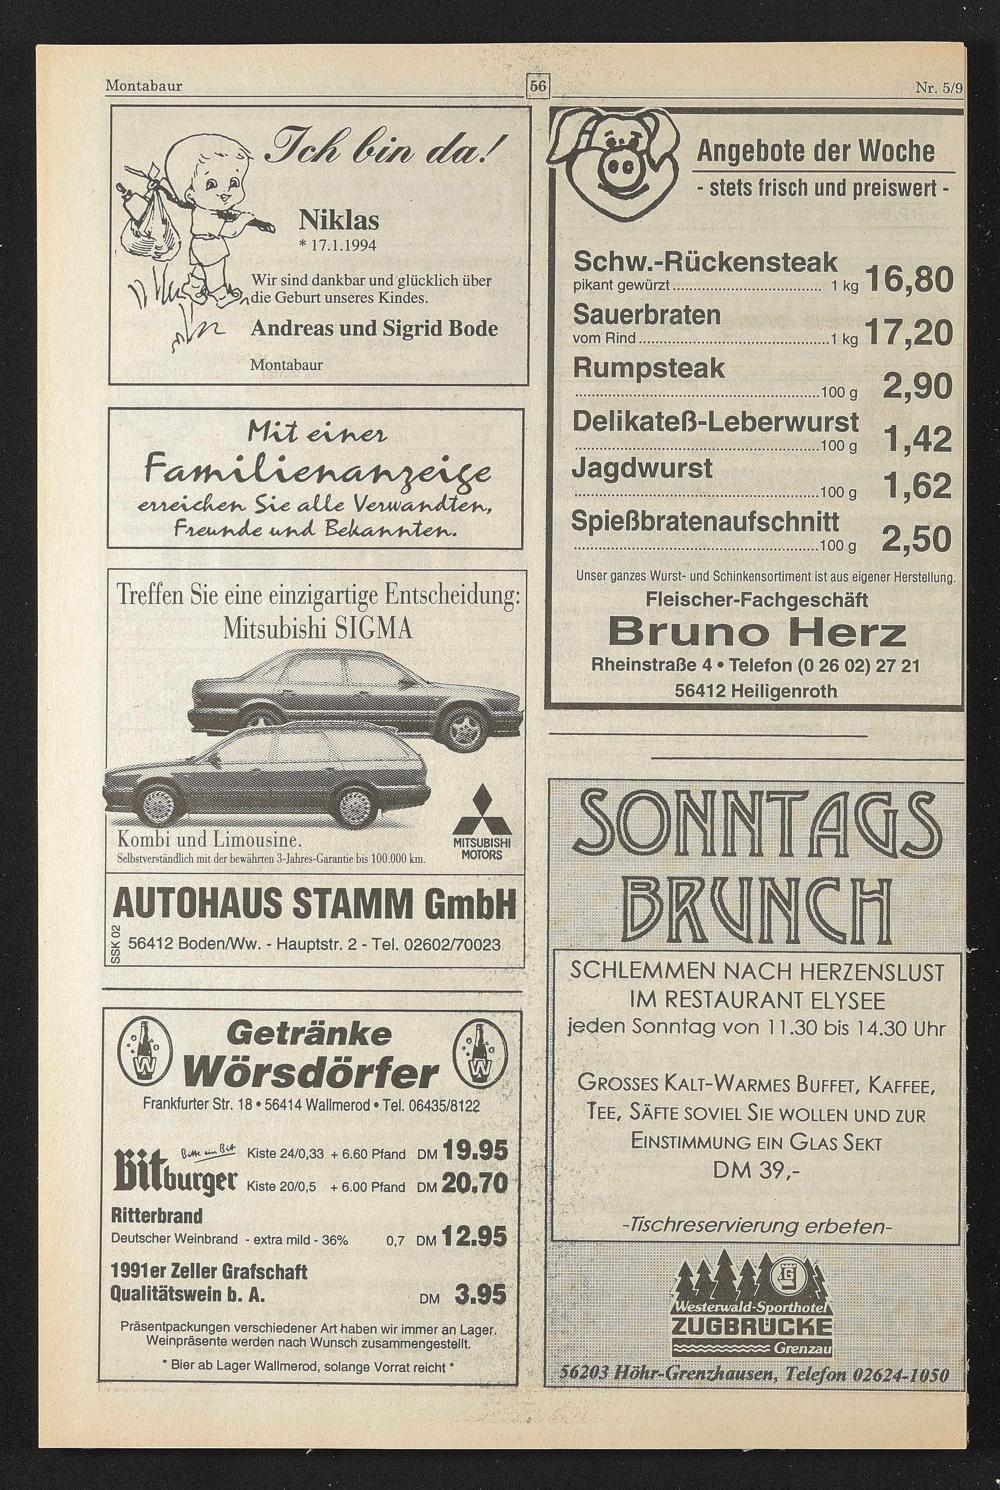 Montabaur
56
Nr. 5/9
Ich bin da!
Niklas
* 17.1.1994
Wir sind dankbar und glücklich über
die Geburt unseres Kindes.
Andreas und Sigrid Bode
Montabaur
Mit einer
Familienanzeige
erreichen Sie alle Verwandten,
Freunde und Bekannten.
Treffen Sie eine einzigartige Entscheidung:
Mitsubishi SIGMA
Kombi und Limousine.
Selbstverständlich mit der bewährten 3-Jahres-Garantie bis 100.000 km.
MITSUBISHI
MOTORS
AUTOHAUS STAMM GmbH
SSK 02
56412 Boden/Ww. - Hauptstr. 2 - Tel. 02602/70023
Getränke
Wörsdörfer
W
W
Frankfurter Str. 18 • 56414 Wallmerod • Tel. 06435/8122
Bitte ein Bit
Bitburger
Kiste 24/0,33 + 6.60 Pfand DM 19.95
Kiste 20/0,5 + 6.00 Pfand DM 20.70
Ritterbrand
Deutscher Weinbrand - extra mild - 36% 0,7 DM 12.95
1991er Zeller Grafschaft
Qualitätswein b. A. DM 3.95
Präsentpackungen verschiedener Art haben wir immer an Lager.
Weinpräsente werden nach Wunsch zusammengestellt.
* Bier ab Lager Wallmerod, solange Vorrat reicht *
Angebote der Woche
- stets frisch und preiswert -
Schw.-Rückensteak
pikant gewürzt .................................. 1 kg 16,80
Sauerbraten
vom Rind ............................................1 kg 17,20
Rumpsteak
........................................................100 g 2,90
Delikateß-Leberwurst
........................................................100 g 1,42
Jagdwurst
........................................................100 g 1,62
Spießbratenaufschnitt
........................................................100 g 2,50
Unser ganzes Wurst- und Schinkensortiment ist aus eigener Herstellung.
Fleischer-Fachgeschäft
Bruno Herz
Rheinstraße 4 • Telefon (0 26 02) 27 21
56412 Heiligenroth
SONNTAGS
BRUNCH
SCHLEMMEN NACH HERZENSLUST
IM RESTAURANT ELYSEE
jeden Sonntag von 11.30 bis 14.30 Uhr
GROSSES KALT-WARMES BUFFET, KAFFEE,
TEE, SÄFTE SOVIEL SIE WOLLEN UND ZUR
EINSTIMMUNG EIN GLAS SEKT
DM 39,-
-Tischreservierung erbeten-
G
Westerwald-Sporthotel
ZUGBRÜCKE
Grenzau
56203 Höhr-Grenzhausen, Telefon 02624-1050